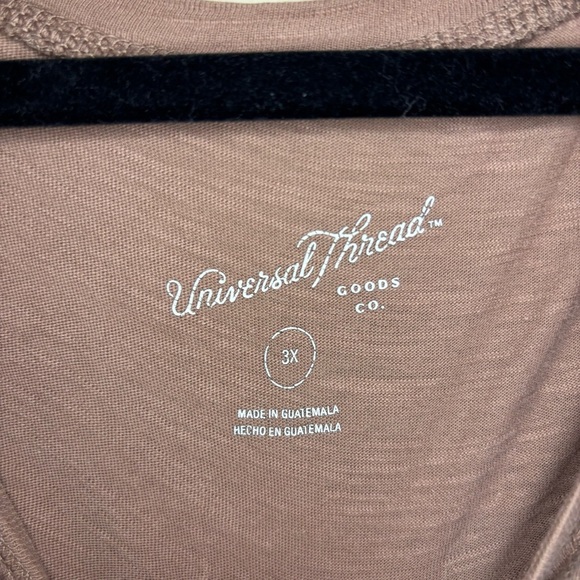 Universal Thread™
GOODS
CO.
3X
MADE IN GUATEMALA
HECHO EN GUATEMALA